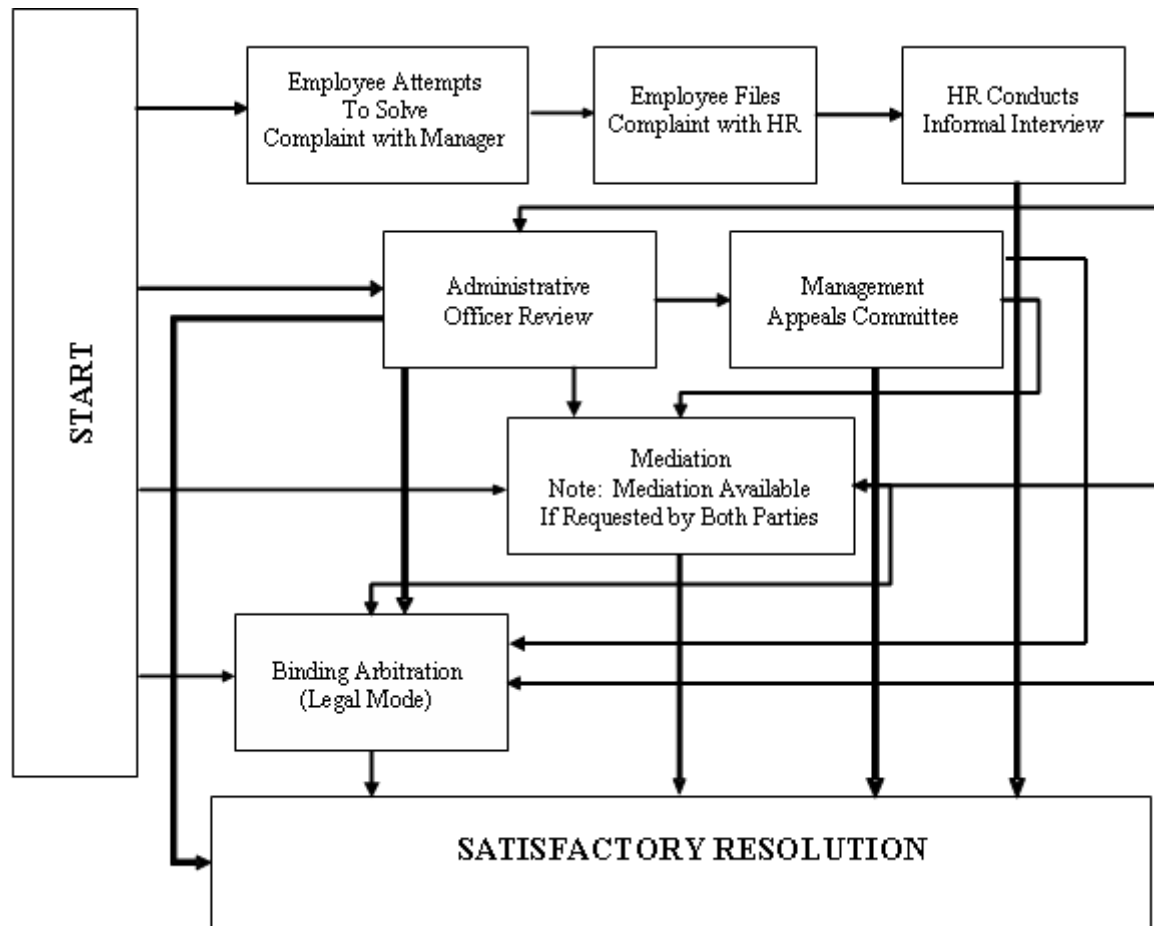 START
Employee Attempts
To Solve
Complaint with Manager
Employee Files
Complaint with HR
HR Conducts
Informal Interview
Administrative
Officer Review
Management
Appeals Committee
Mediation
Note: Mediation Available
If Requested by Both Parties
Binding Arbitration
(Legal Mode)
SATISFACTORY RESOLUTION